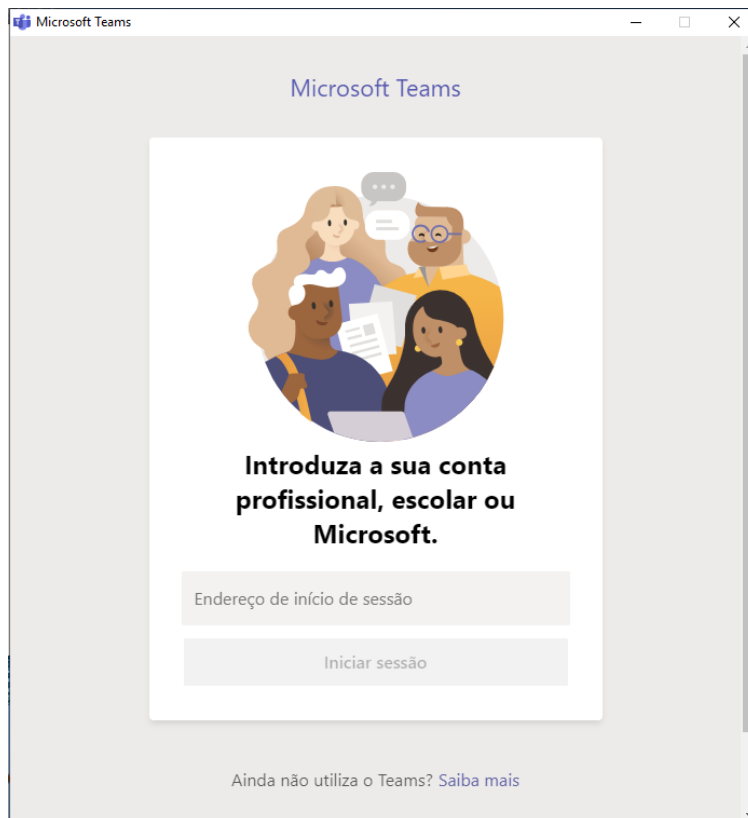 Microsoft Teams
Microsoft Teams
Introduza a sua conta
profissional, escolar ou
Microsoft.
Endereço de início de sessão
Iniciar sessão
Ainda não utiliza o Teams? Saiba mais